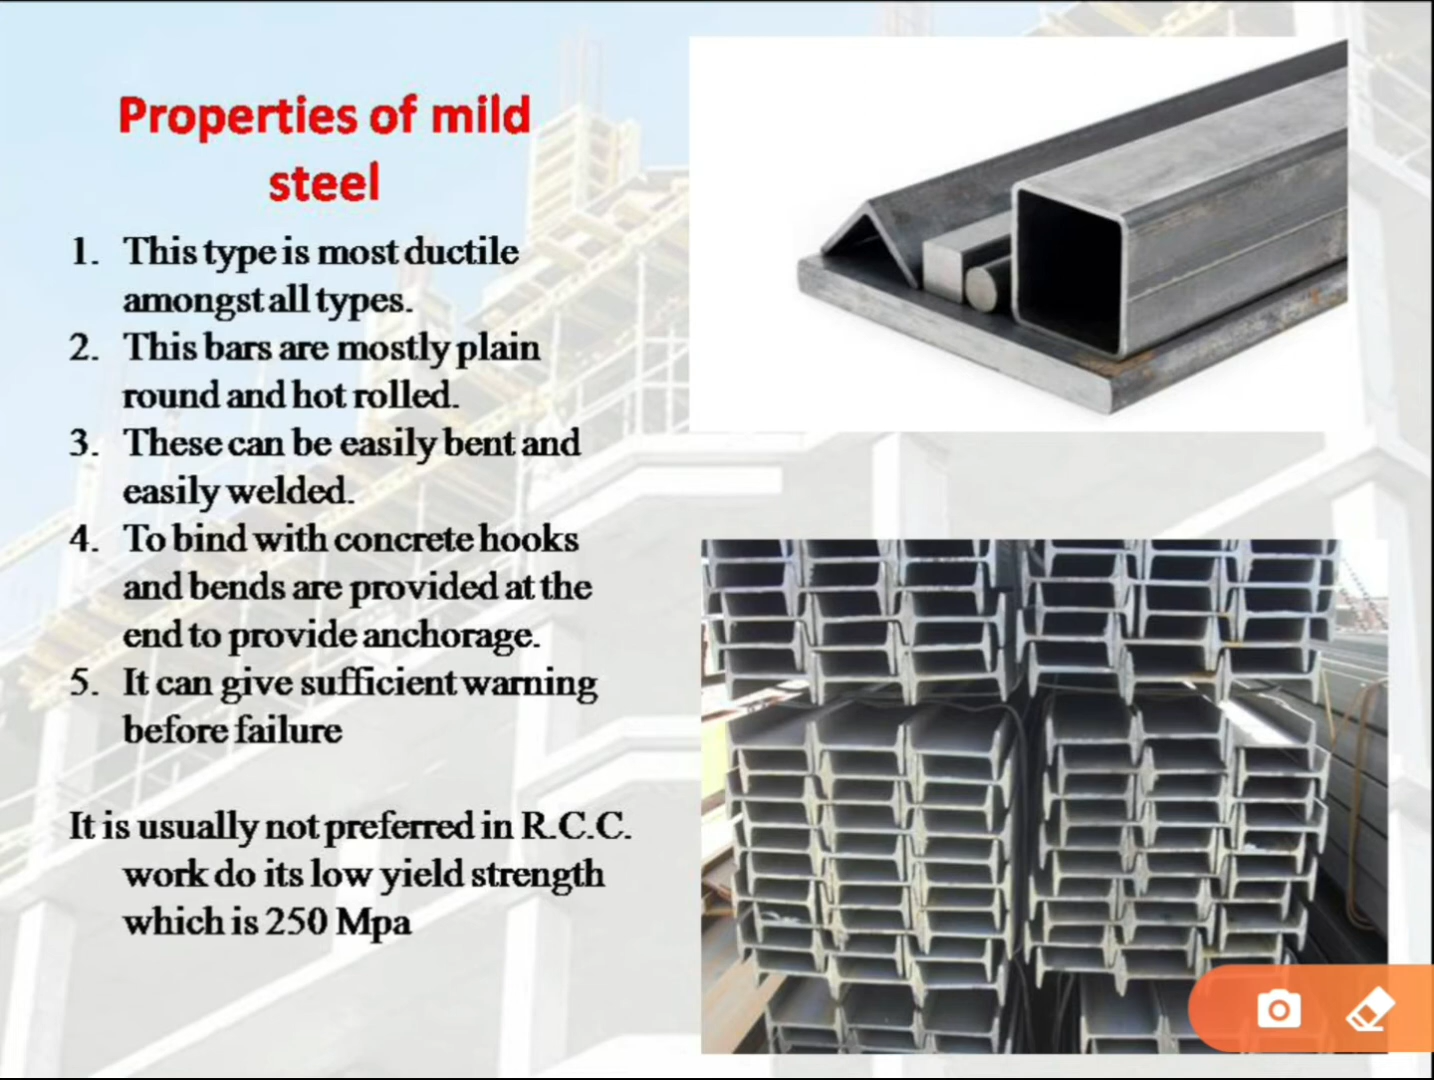 Properties of mild
steel
1. This type is most ductile
amongst all types.
2. This bars are mostly plain
round and hot rolled.
3. These can be easily bent and
easily welded.
4. To bind with concrete hooks
and bends are provided at the
end to provide anchorage.
5. It can give sufficient warning
before failure
It is usually not preferred in R.C.C.
work do its low yield strength
which is 250 Mpa